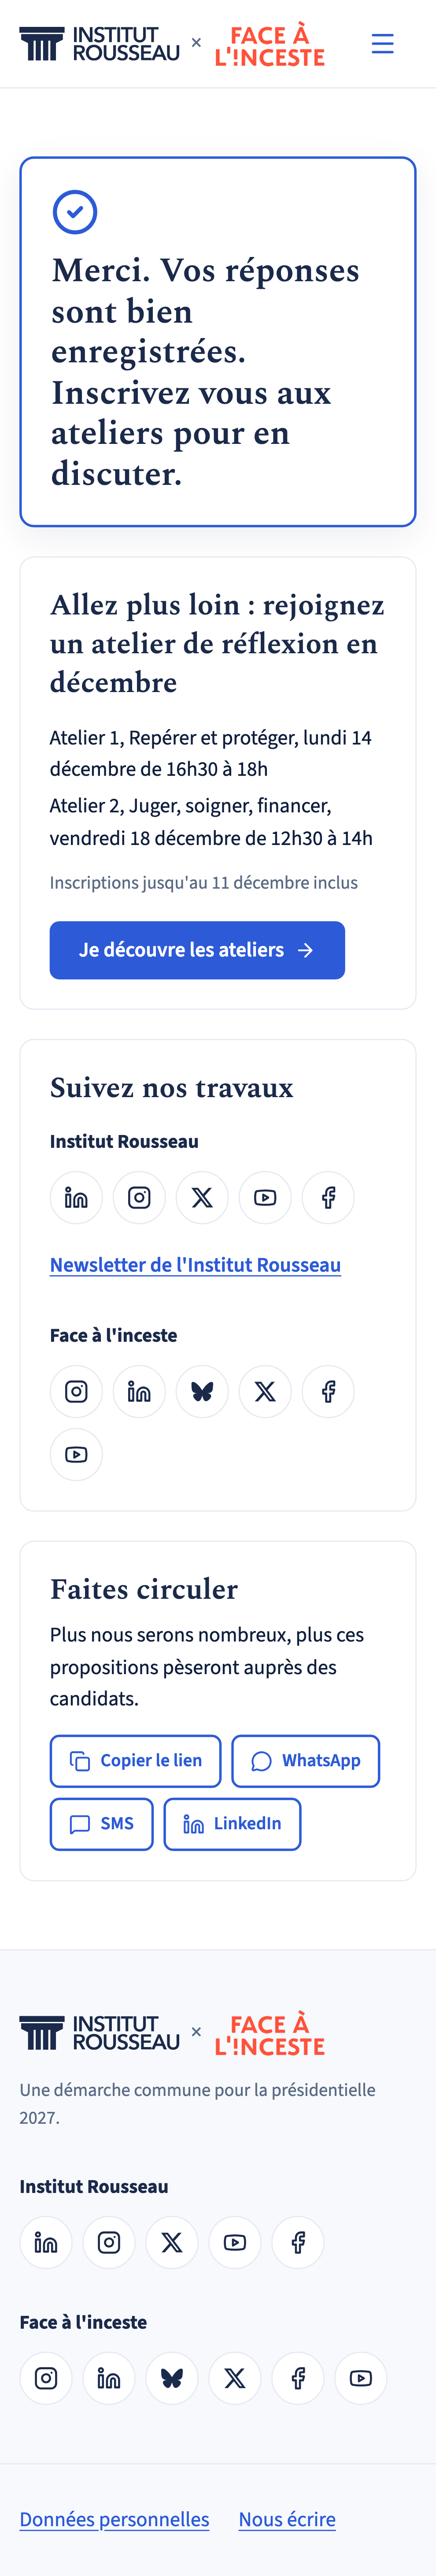 INSTITUT
ROUSSEAU
×
FACE À
L'!NCESTE
Merci. Vos réponses
sont bien
enregistrées.
Inscrivez vous aux
ateliers pour en
discuter.
Allez plus loin : rejoignez
un atelier de réflexion en
décembre
Atelier 1, Repérer et protéger, lundi 14
décembre de 16h30 à 18h
Atelier 2, Juger, soigner, financer,
vendredi 18 décembre de 12h30 à 14h
Inscriptions jusqu'au 11 décembre inclus
Je découvre les ateliers →
Suivez nos travaux
Institut Rousseau
Newsletter de l'Institut Rousseau
Face à l'inceste
Faites circuler
Plus nous serons nombreux, plus ces
propositions pèseront auprès des
candidats.
Copier le lien
WhatsApp
SMS
LinkedIn
INSTITUT
ROUSSEAU
×
FACE À
L'!NCESTE
Une démarche commune pour la présidentielle
2027.
Institut Rousseau
Face à l'inceste
Données personnelles
Nous écrire